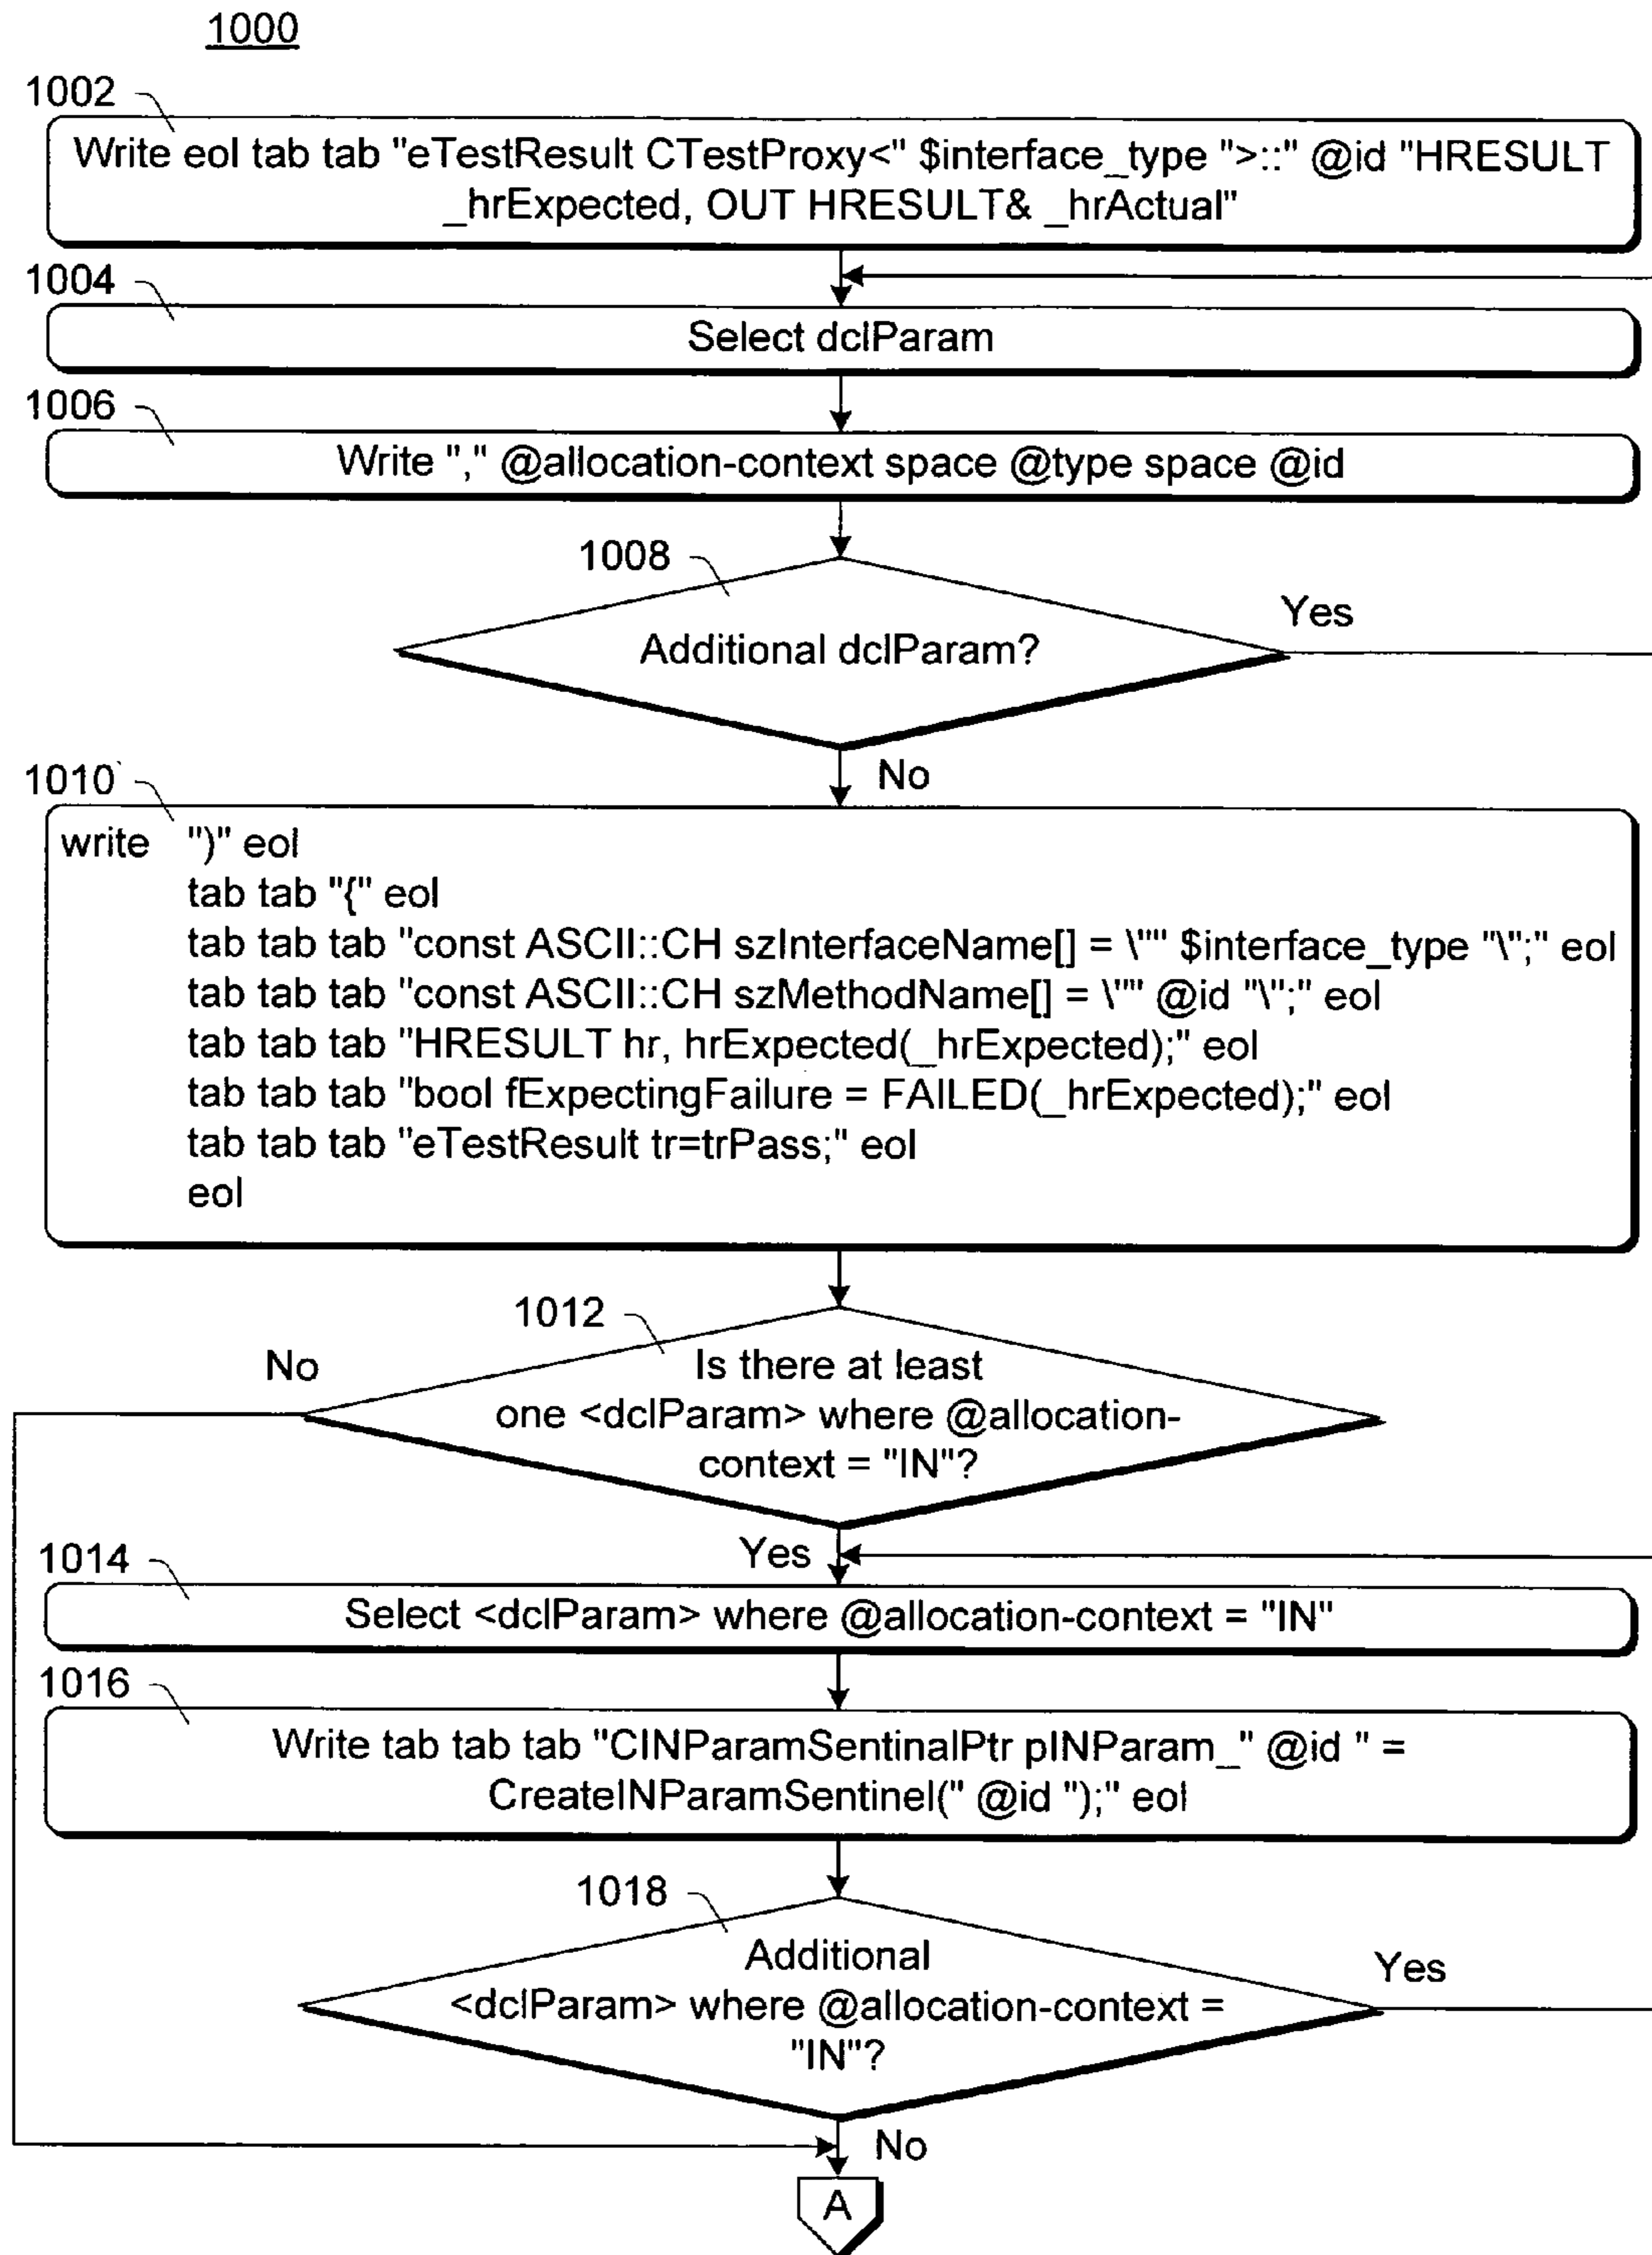 1000
1002
Write eol tab tab "eTestResult CTestProxy<" $interface_type ">::" @id "HRESULT
_hrExpected, OUT HRESULT& _hrActual"
1004
Select dclParam
1006
Write "," @allocation-context space @type space @id
1008
Yes
Additional dclParam?
No
1010
write ")" eol
tab tab "{" eol
tab tab tab "const ASCII::CH szInterfaceName[] = \"" $interface_type "\";" eol
tab tab tab "const ASCII::CH szMethodName[] = \"" @id "\";" eol
tab tab tab "HRESULT hr, hrExpected(_hrExpected);" eol
tab tab tab "bool fExpectingFailure = FAILED(_hrExpected);" eol
tab tab tab "eTestResult tr=trPass;" eol
eol
1012
No
Is there at least
one <dclParam> where @allocation-
context = "IN"?
Yes
1014
Select <dclParam> where @allocation-context = "IN"
1016
Write tab tab tab "CINParamSentinalPtr pINParam_" @id " =
CreateINParamSentinel(" @id ");" eol
1018
Additional
Yes
<dclParam> where @allocation-context =
"IN"?
No
A